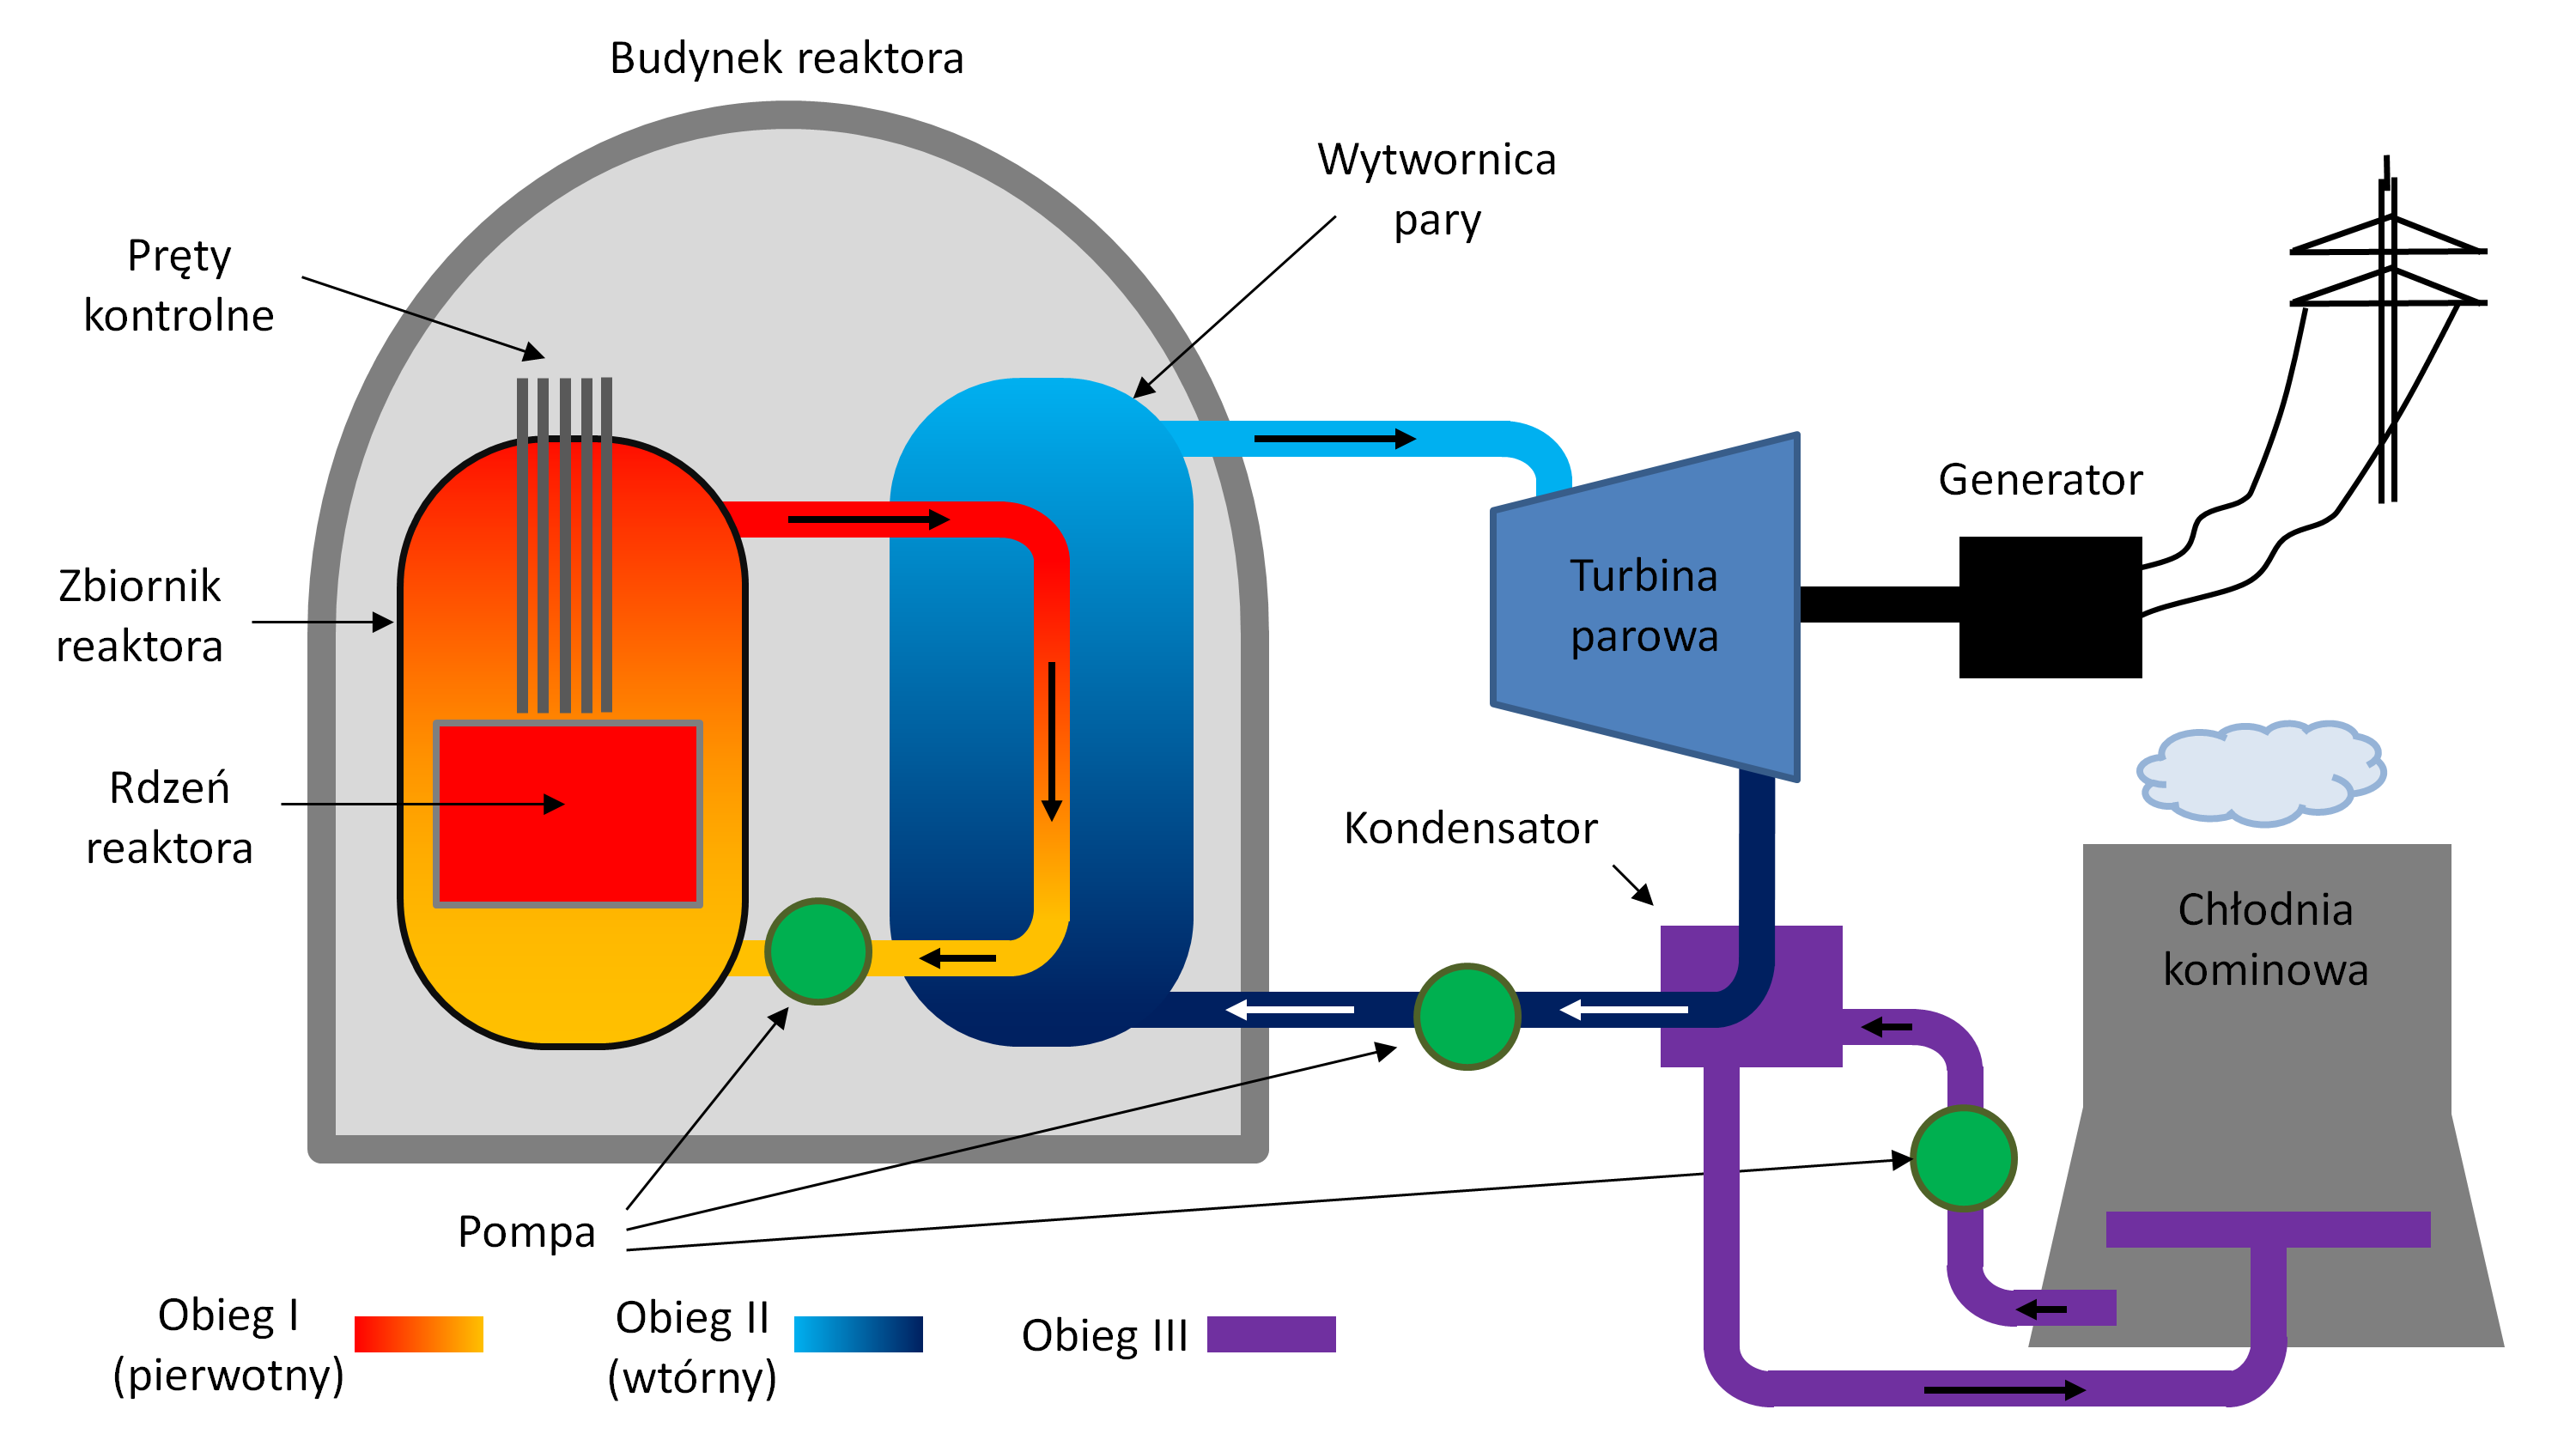 Budynek reaktora
Wytwornica
pary
Pręty
kontrolne
Generator
Zbiornik
reaktora
Turbina
parowa
Rdzeń
reaktora
Kondensator
Chłodnia
kominowa
Pompa
Obieg I
(pierwotny)
Obieg II
(wtórny)
Obieg III